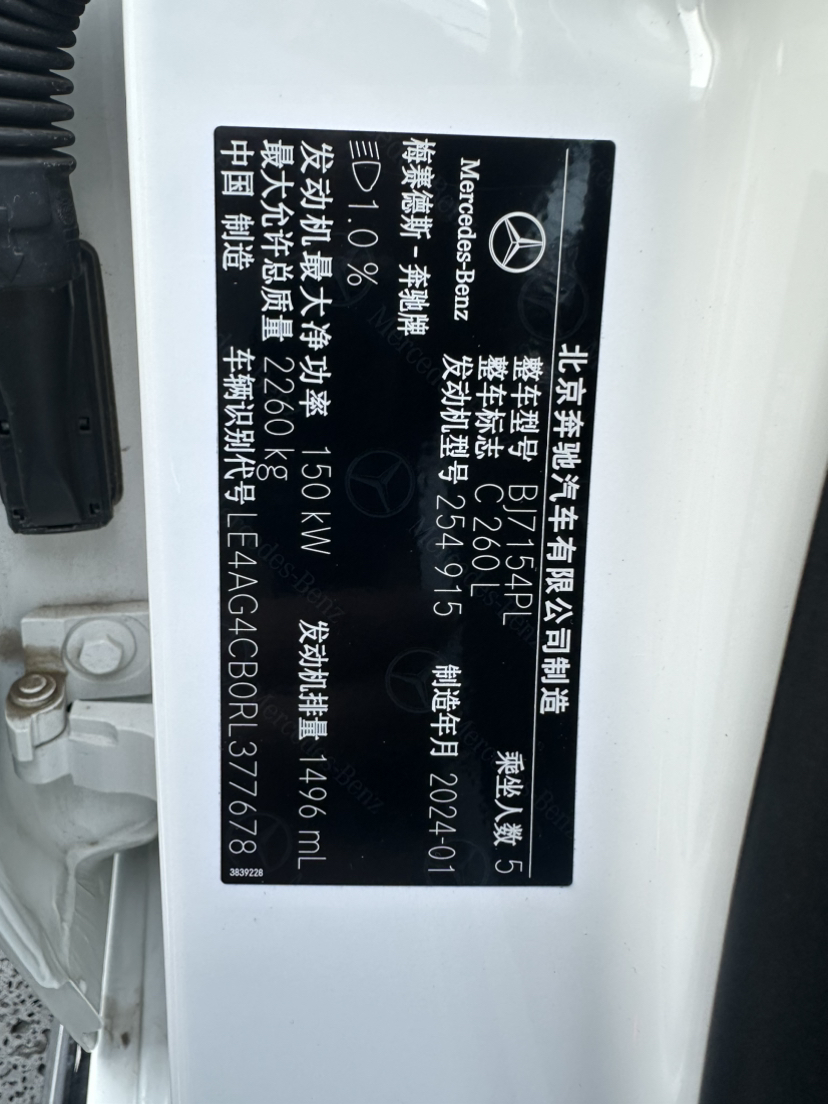 北京奔驰汽车有限公司制造
Mercedes-Benz
梅赛德斯-奔驰牌
整车型号 BJ7154PL
整车标志 C 260 L
乘坐人数 5
发动机型号 254 915 制造年月 2024-01
1.0 %
发动机最大净功率 150 kW 发动机排量 1496 mL
最大允许总质量 2260 kg
中国 制造 车辆识别代号 LE4AG4CB0RL377678
3839228